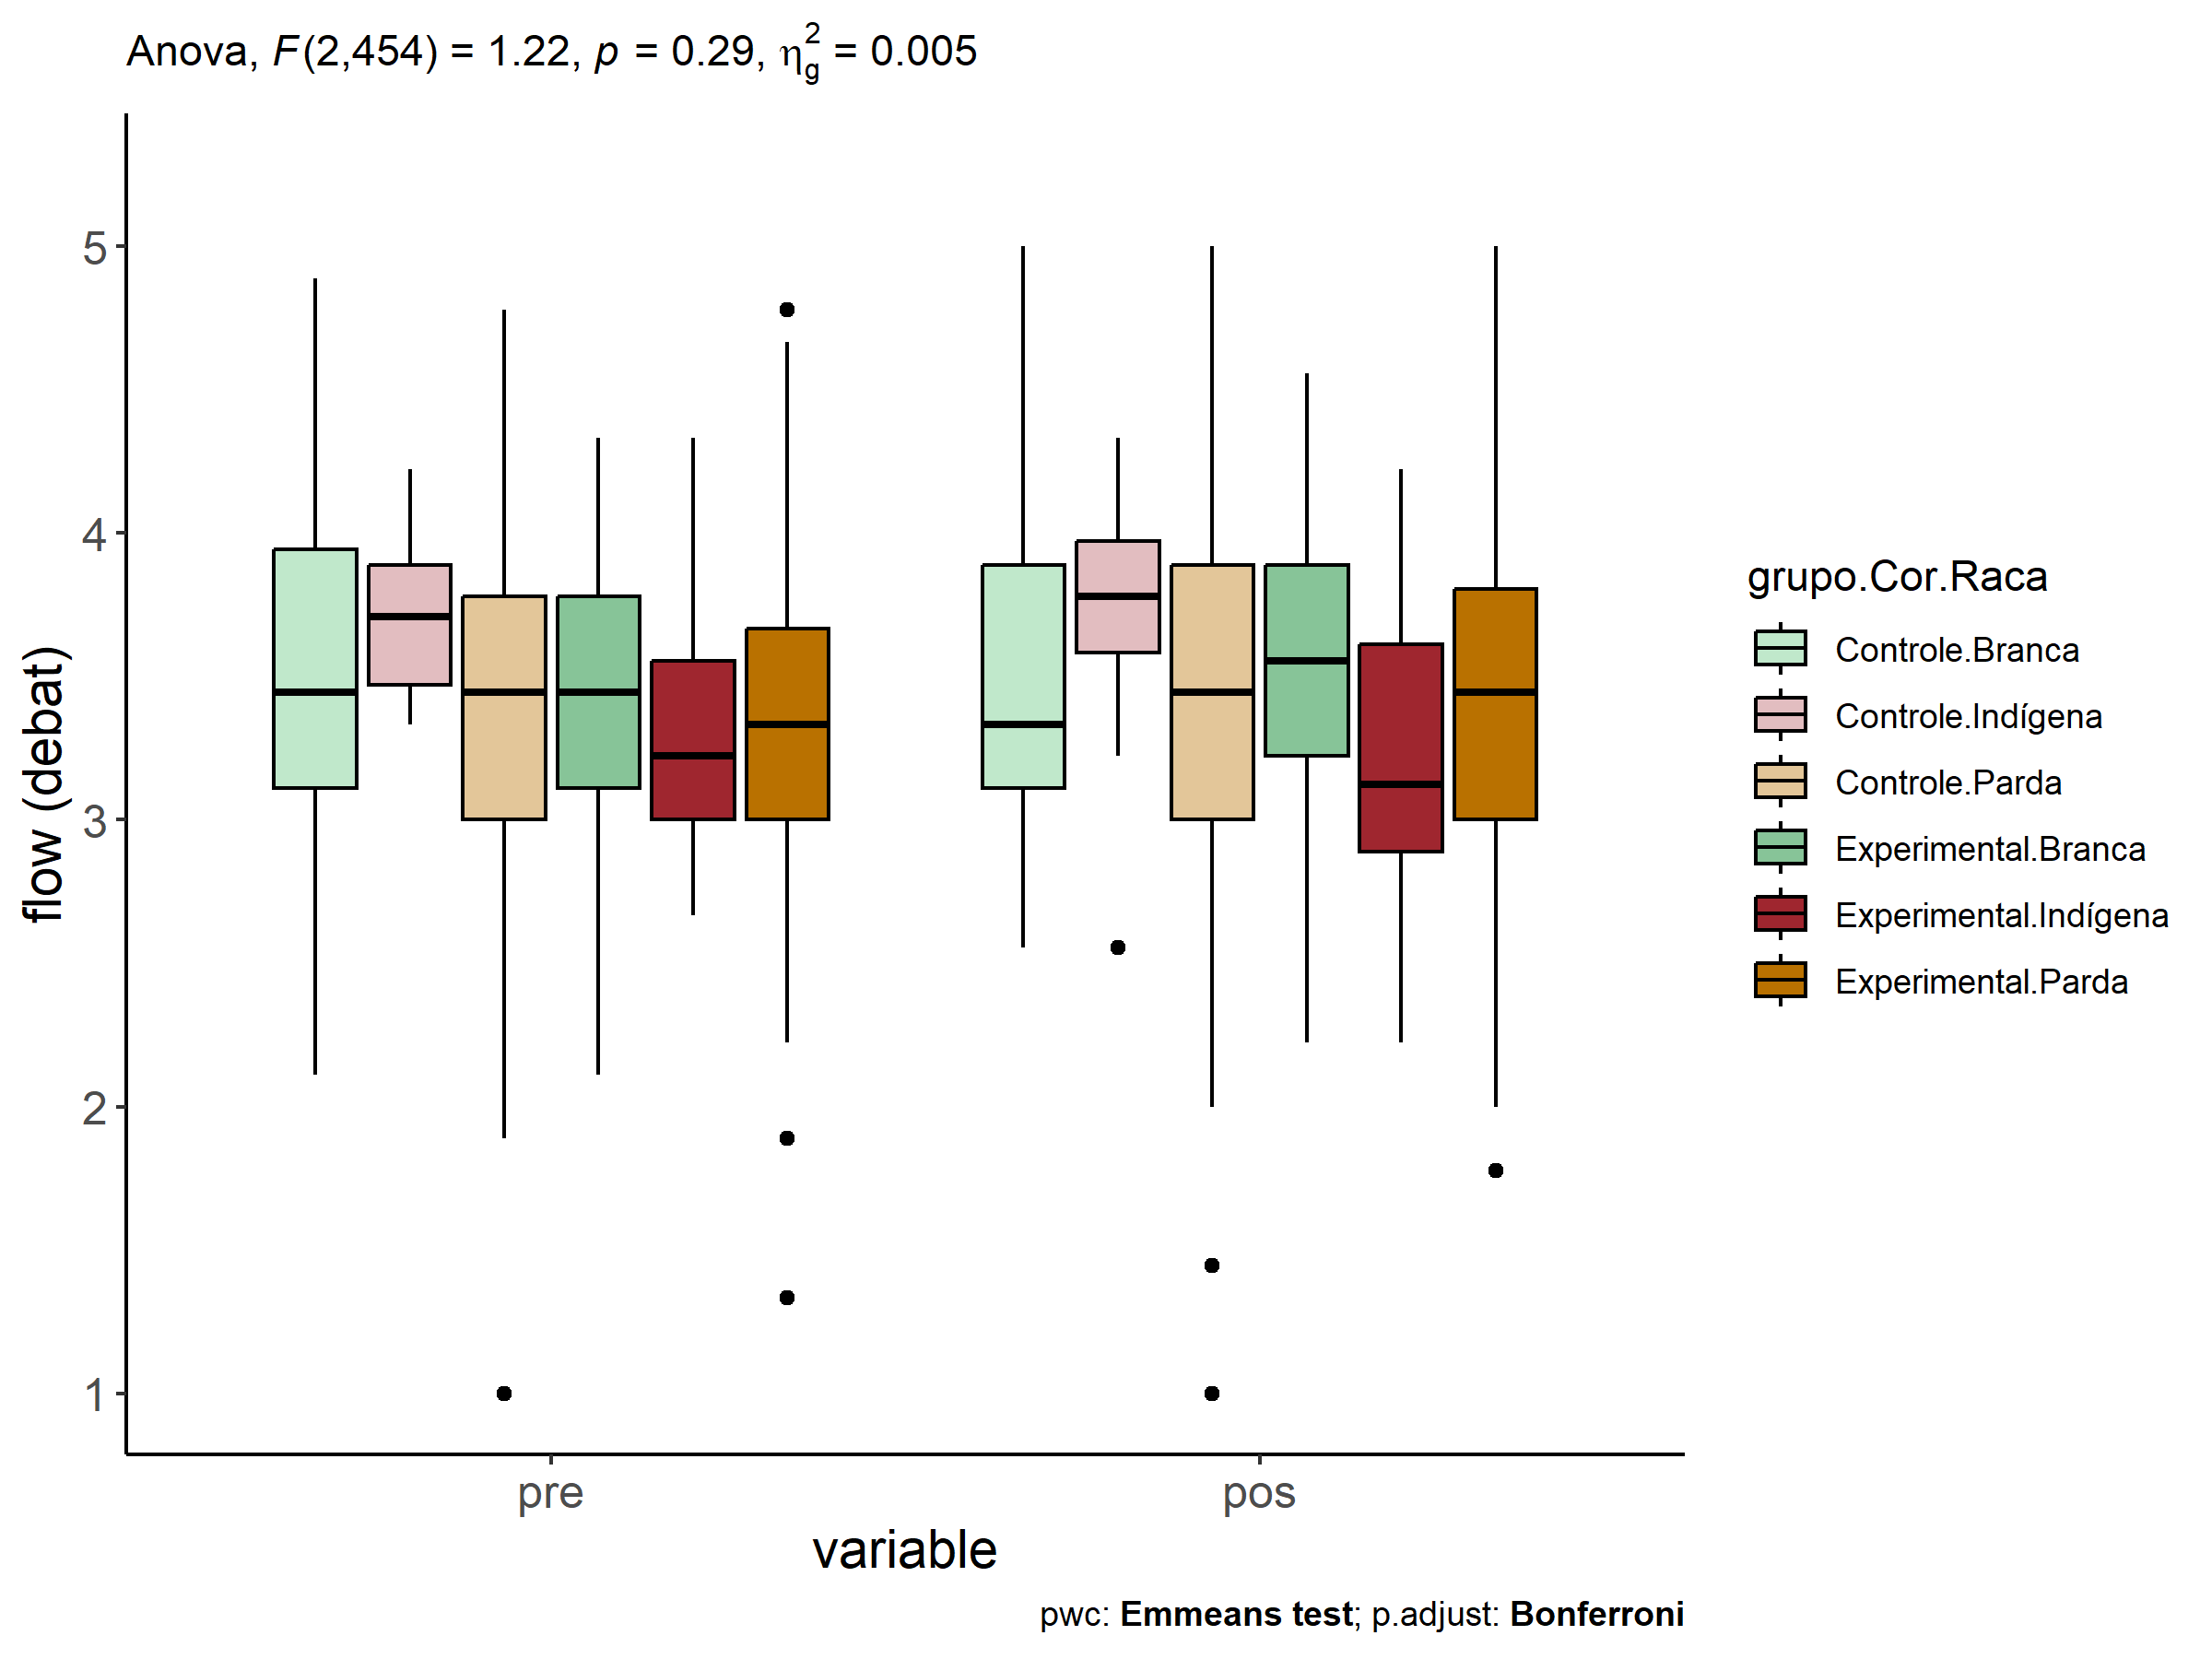 Anova, F(2,454) = 1.22, p = 0.29, η²g = 0.005
flow (debat)
5
4
3
2
1
pre
pos
variable
grupo.Cor.Raca
Controle.Branca
Controle.Indígena
Controle.Parda
Experimental.Branca
Experimental.Indígena
Experimental.Parda
pwc: Emmeans test; p.adjust: Bonferroni